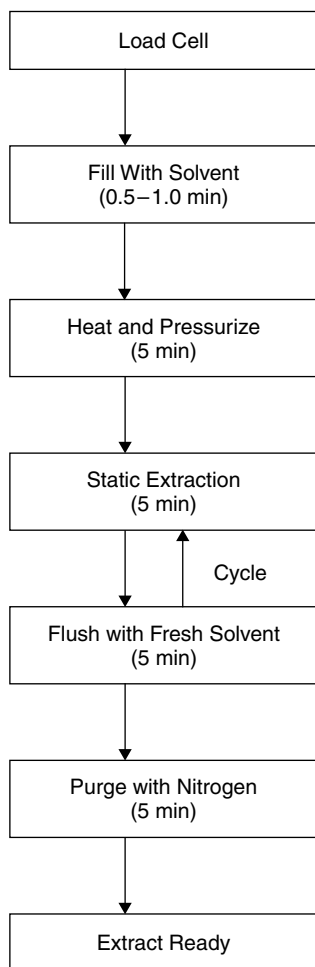 Load Cell
Fill With Solvent
(0.5–1.0 min)
Heat and Pressurize
(5 min)
Static Extraction
(5 min)
Cycle
Flush with Fresh Solvent
(5 min)
Purge with Nitrogen
(5 min)
Extract Ready